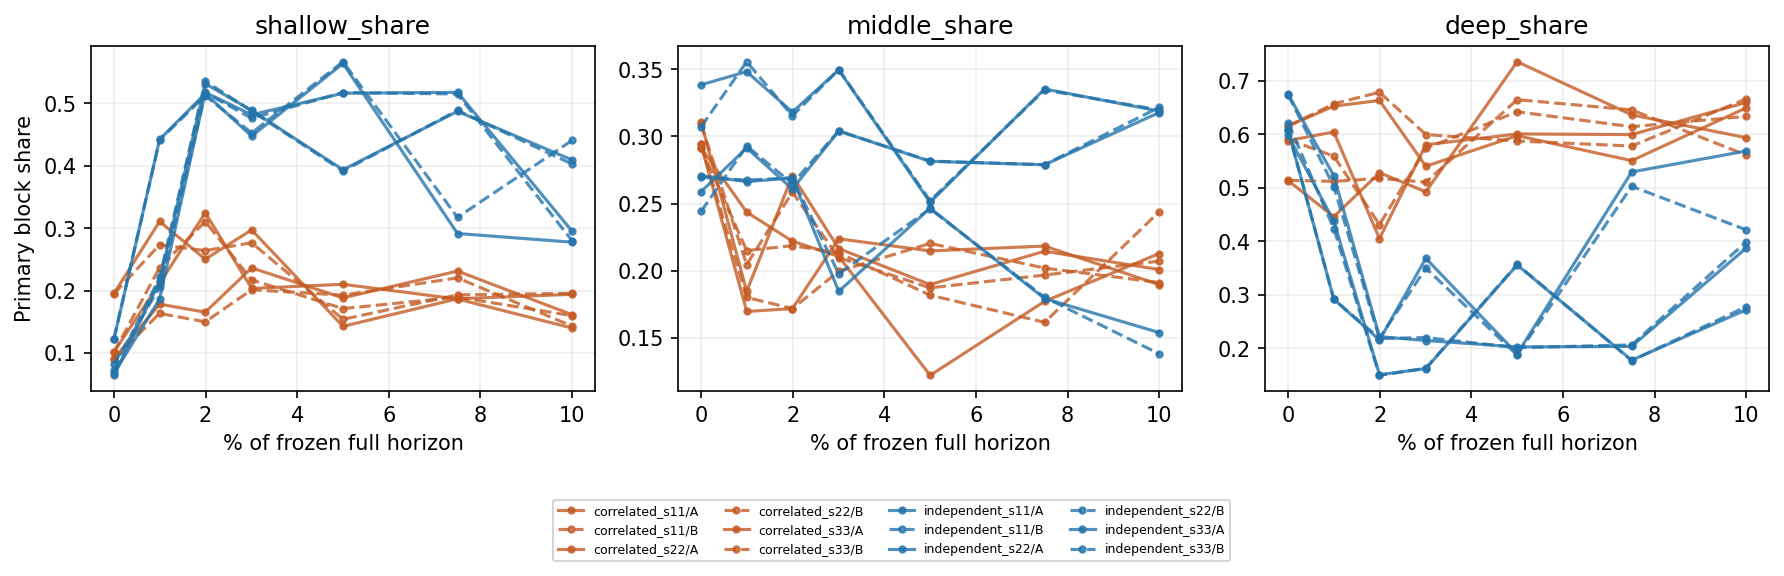 shallow_share
middle_share
deep_share
Primary block share
0.5
0.4
0.3
0.2
0.1
0 2 4 6 8 10
% of frozen full horizon
0.35
0.30
0.25
0.20
0.15
0 2 4 6 8 10
% of frozen full horizon
0.7
0.6
0.5
0.4
0.3
0.2
0 2 4 6 8 10
% of frozen full horizon
correlated_s11/A correlated_s22/B independent_s11/A independent_s22/B
correlated_s11/B correlated_s33/A independent_s11/B independent_s33/A
correlated_s22/A correlated_s33/B independent_s22/A independent_s33/B